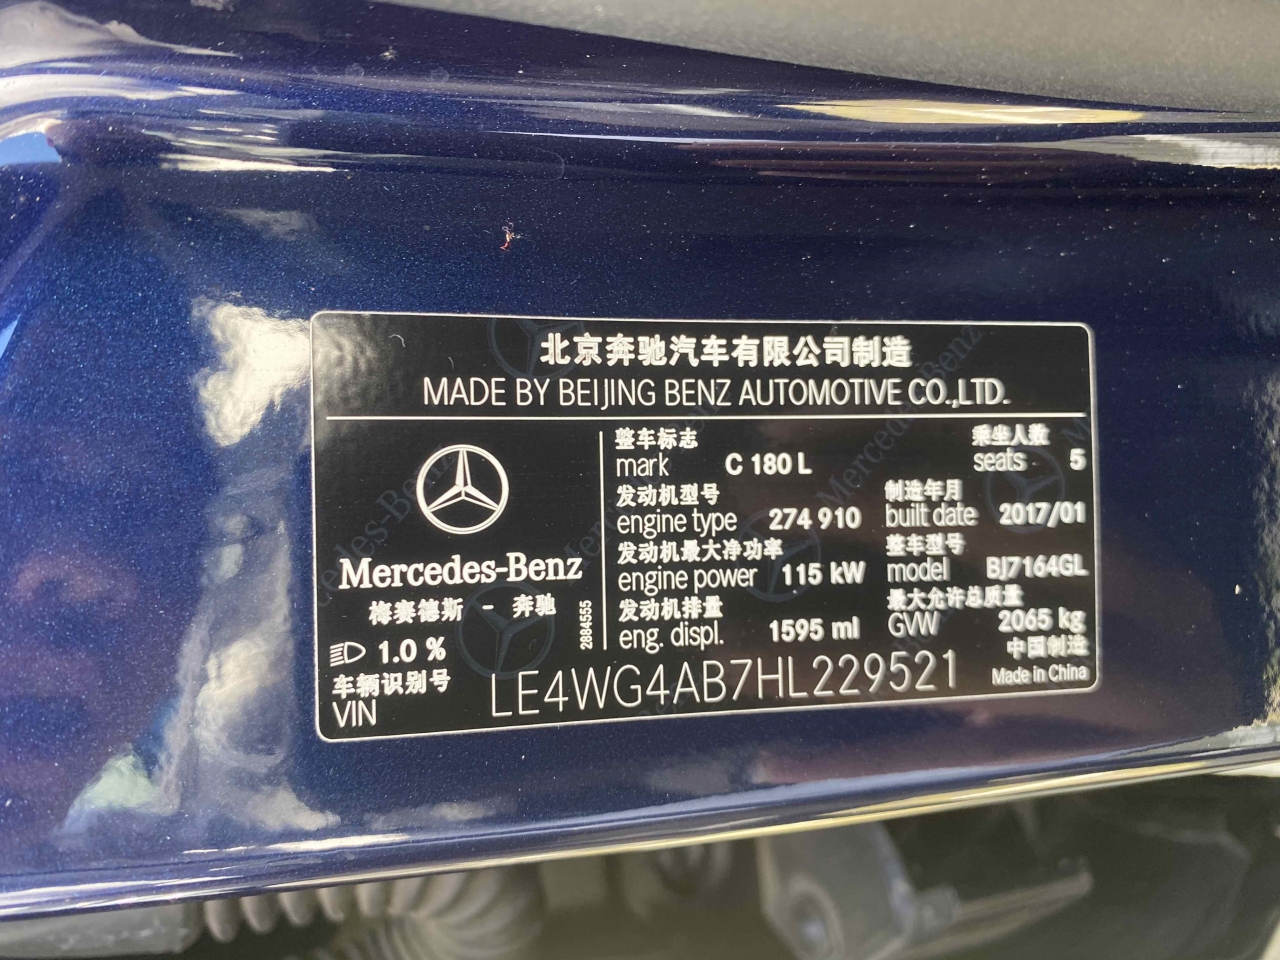 北京奔驰汽车有限公司制造
MADE BY BEIJING BENZ AUTOMOTIVE CO.,LTD.
Mercedes-Benz
梅赛德斯 - 奔驰
2884555
1.0 %
整车标志
mark C 180 L
乘坐人数
seats 5
发动机型号
engine type 274 910
制造年月
built date 2017/01
发动机最大净功率
engine power 115 kW
整车型号
model BJ7164GL
发动机排量
eng. displ. 1595 ml
最大允许总质量
GVW 2065 kg
中国制造
Made in China
车辆识别号
VIN LE4WG4AB7HL229521